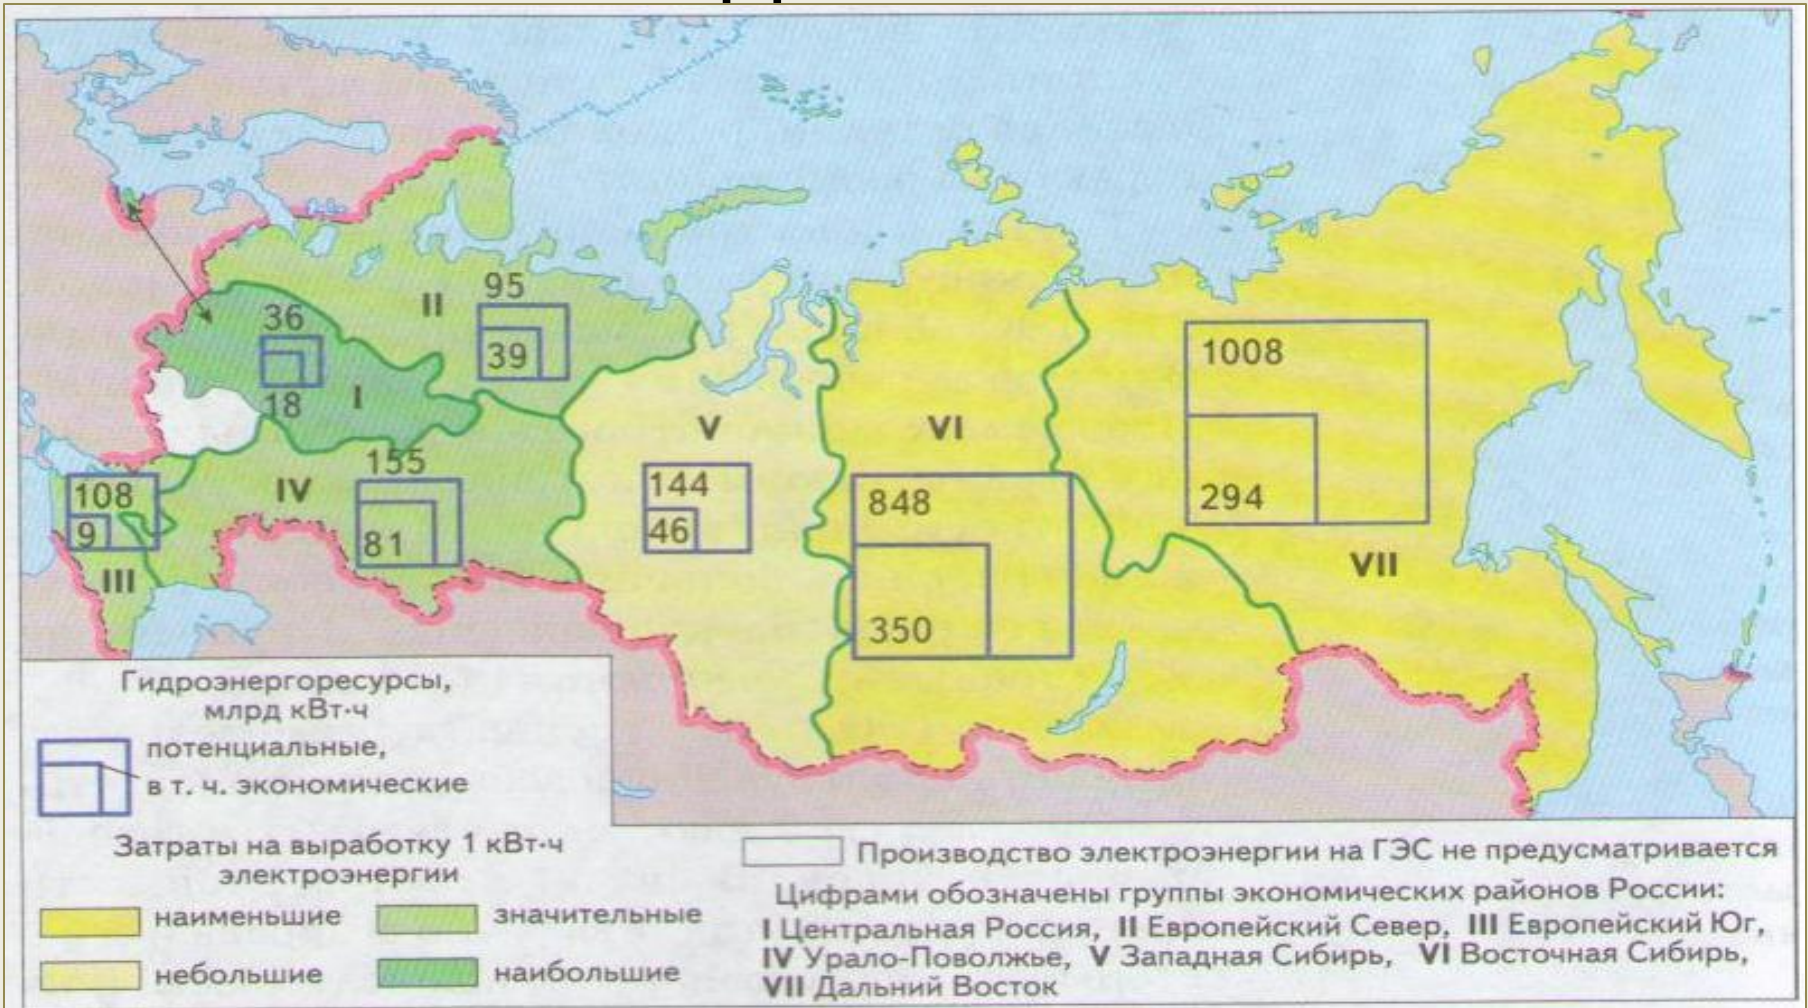 95
II
36
39
1008
I
18
V
VI
155
IV
108
144
848
294
9
81
46
VII
III
350
Гидроэнергоресурсы,
млрд кВт·ч
потенциальные,
в т. ч. экономические
Затраты на выработку 1 кВт·ч
электроэнергии
наименьшие
значительные
небольшие
наибольшие
Производство электроэнергии на ГЭС не предусматривается
Цифрами обозначены группы экономических районов России:
I Центральная Россия, II Европейский Север, III Европейский Юг,
IV Урало-Поволжье, V Западная Сибирь, VI Восточная Сибирь,
VII Дальний Восток